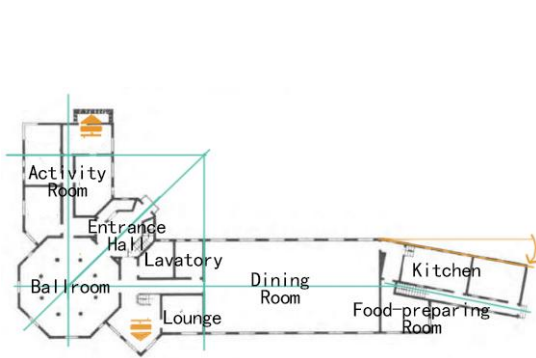 Activity
Room
Entrance
Hall
Lavatory
Ballroom
Dining
Room
Kitchen
Lounge
Food-preparing
Room